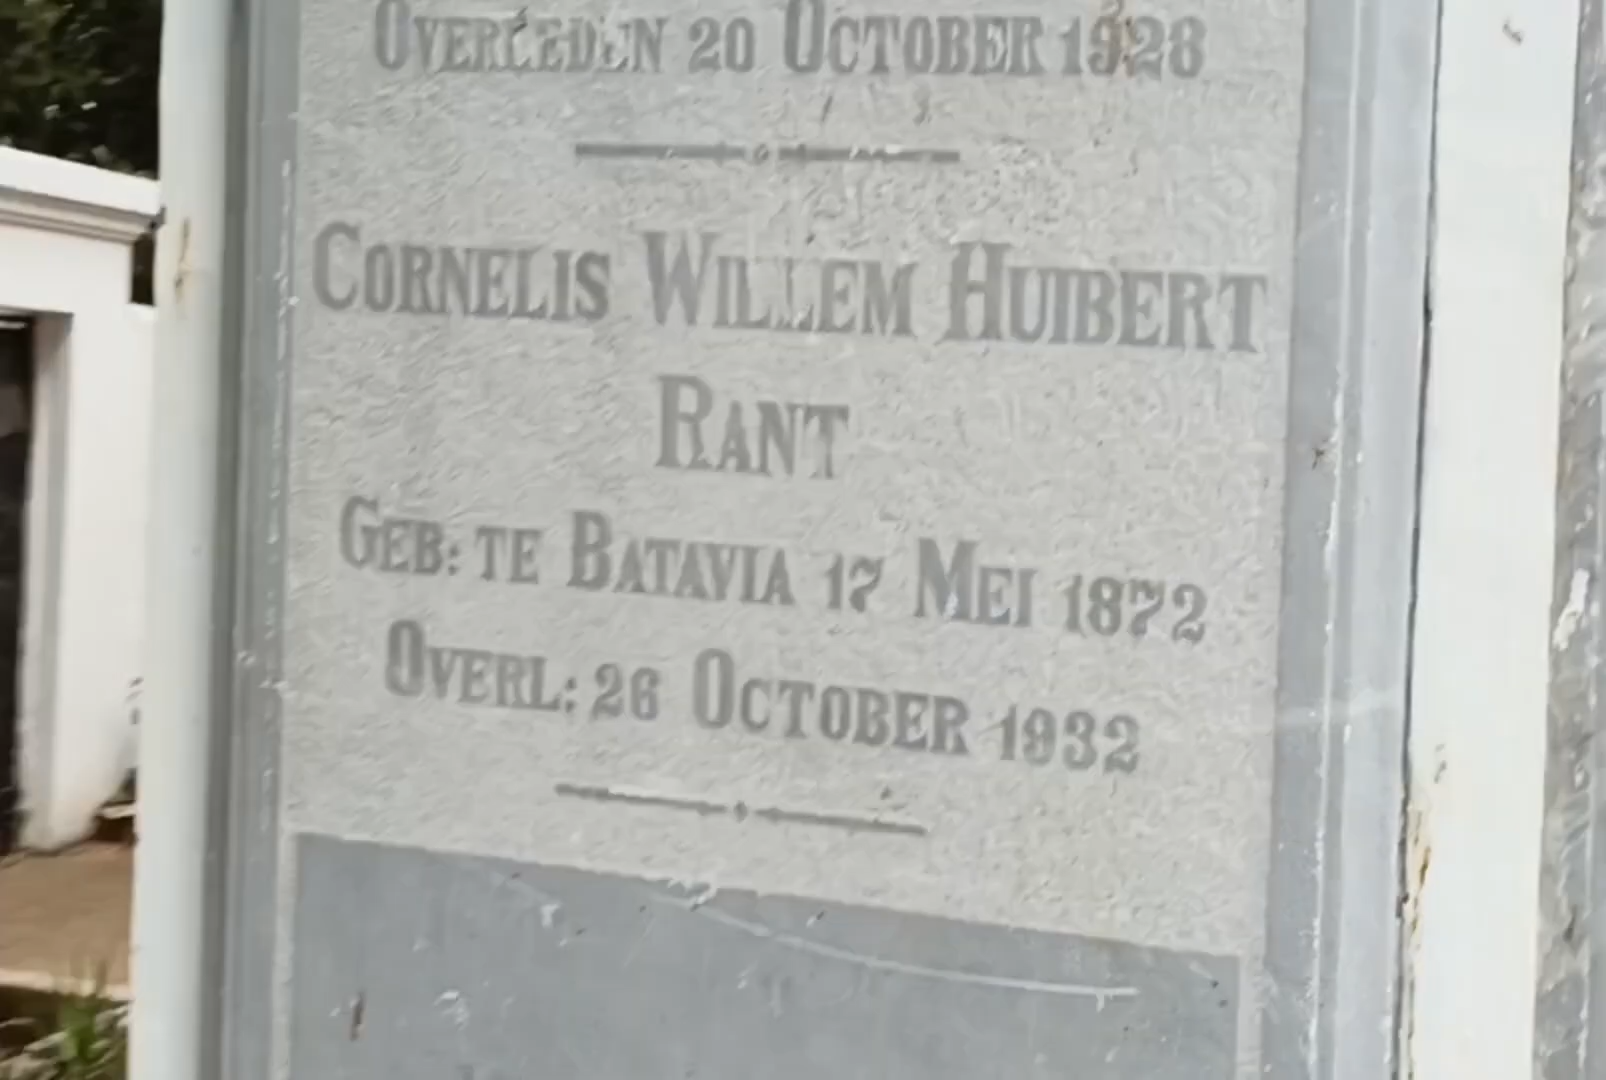 OVERLEDEN 20 OCTOBER 1928
CORNELIS WILLEM HUIBERT
RANT
GEB: TE BATAVIA 17 MEI 1872
OVERL: 26 OCTOBER 1932